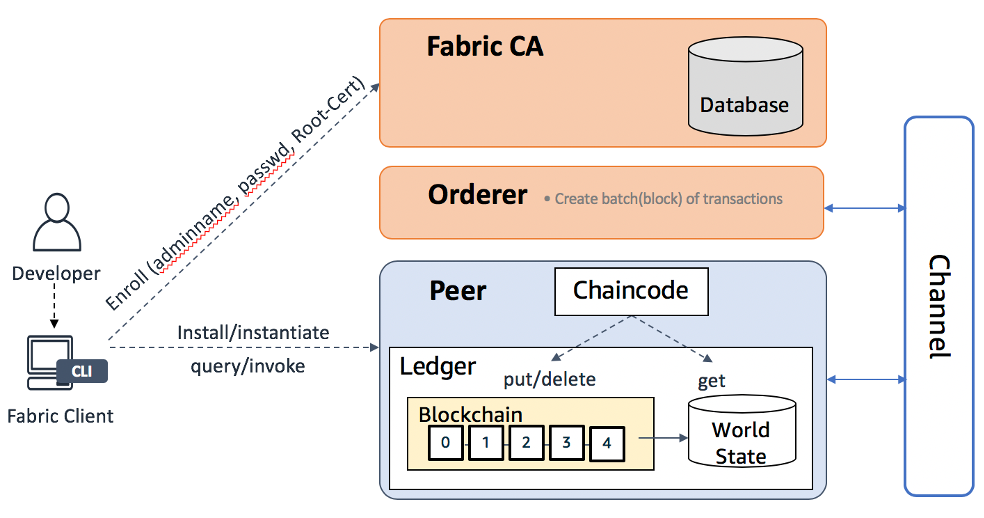 Fabric CA
Database
Enroll (adminname, passwd, Root-Cert)
Orderer
• Create batch(block) of transactions
Developer
CLI
Fabric Client
Install/instantiate
query/invoke
Peer
Chaincode
Ledger
put/delete
get
Blockchain
0 1 2 3 4
World
State
Channel